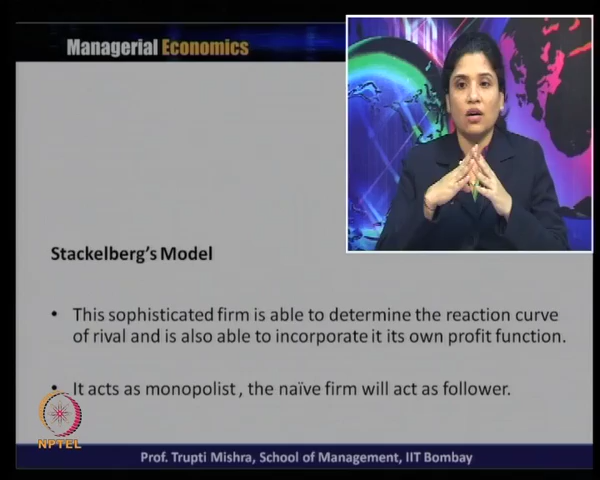 Managerial Economics
Stackelberg's Model
• This sophisticated firm is able to determine the reaction curve
of rival and is also able to incorporate it its own profit function.
• It acts as monopolist , the naïve firm will act as follower.
NPTEL
Prof. Trupti Mishra, School of Management, IIT Bombay